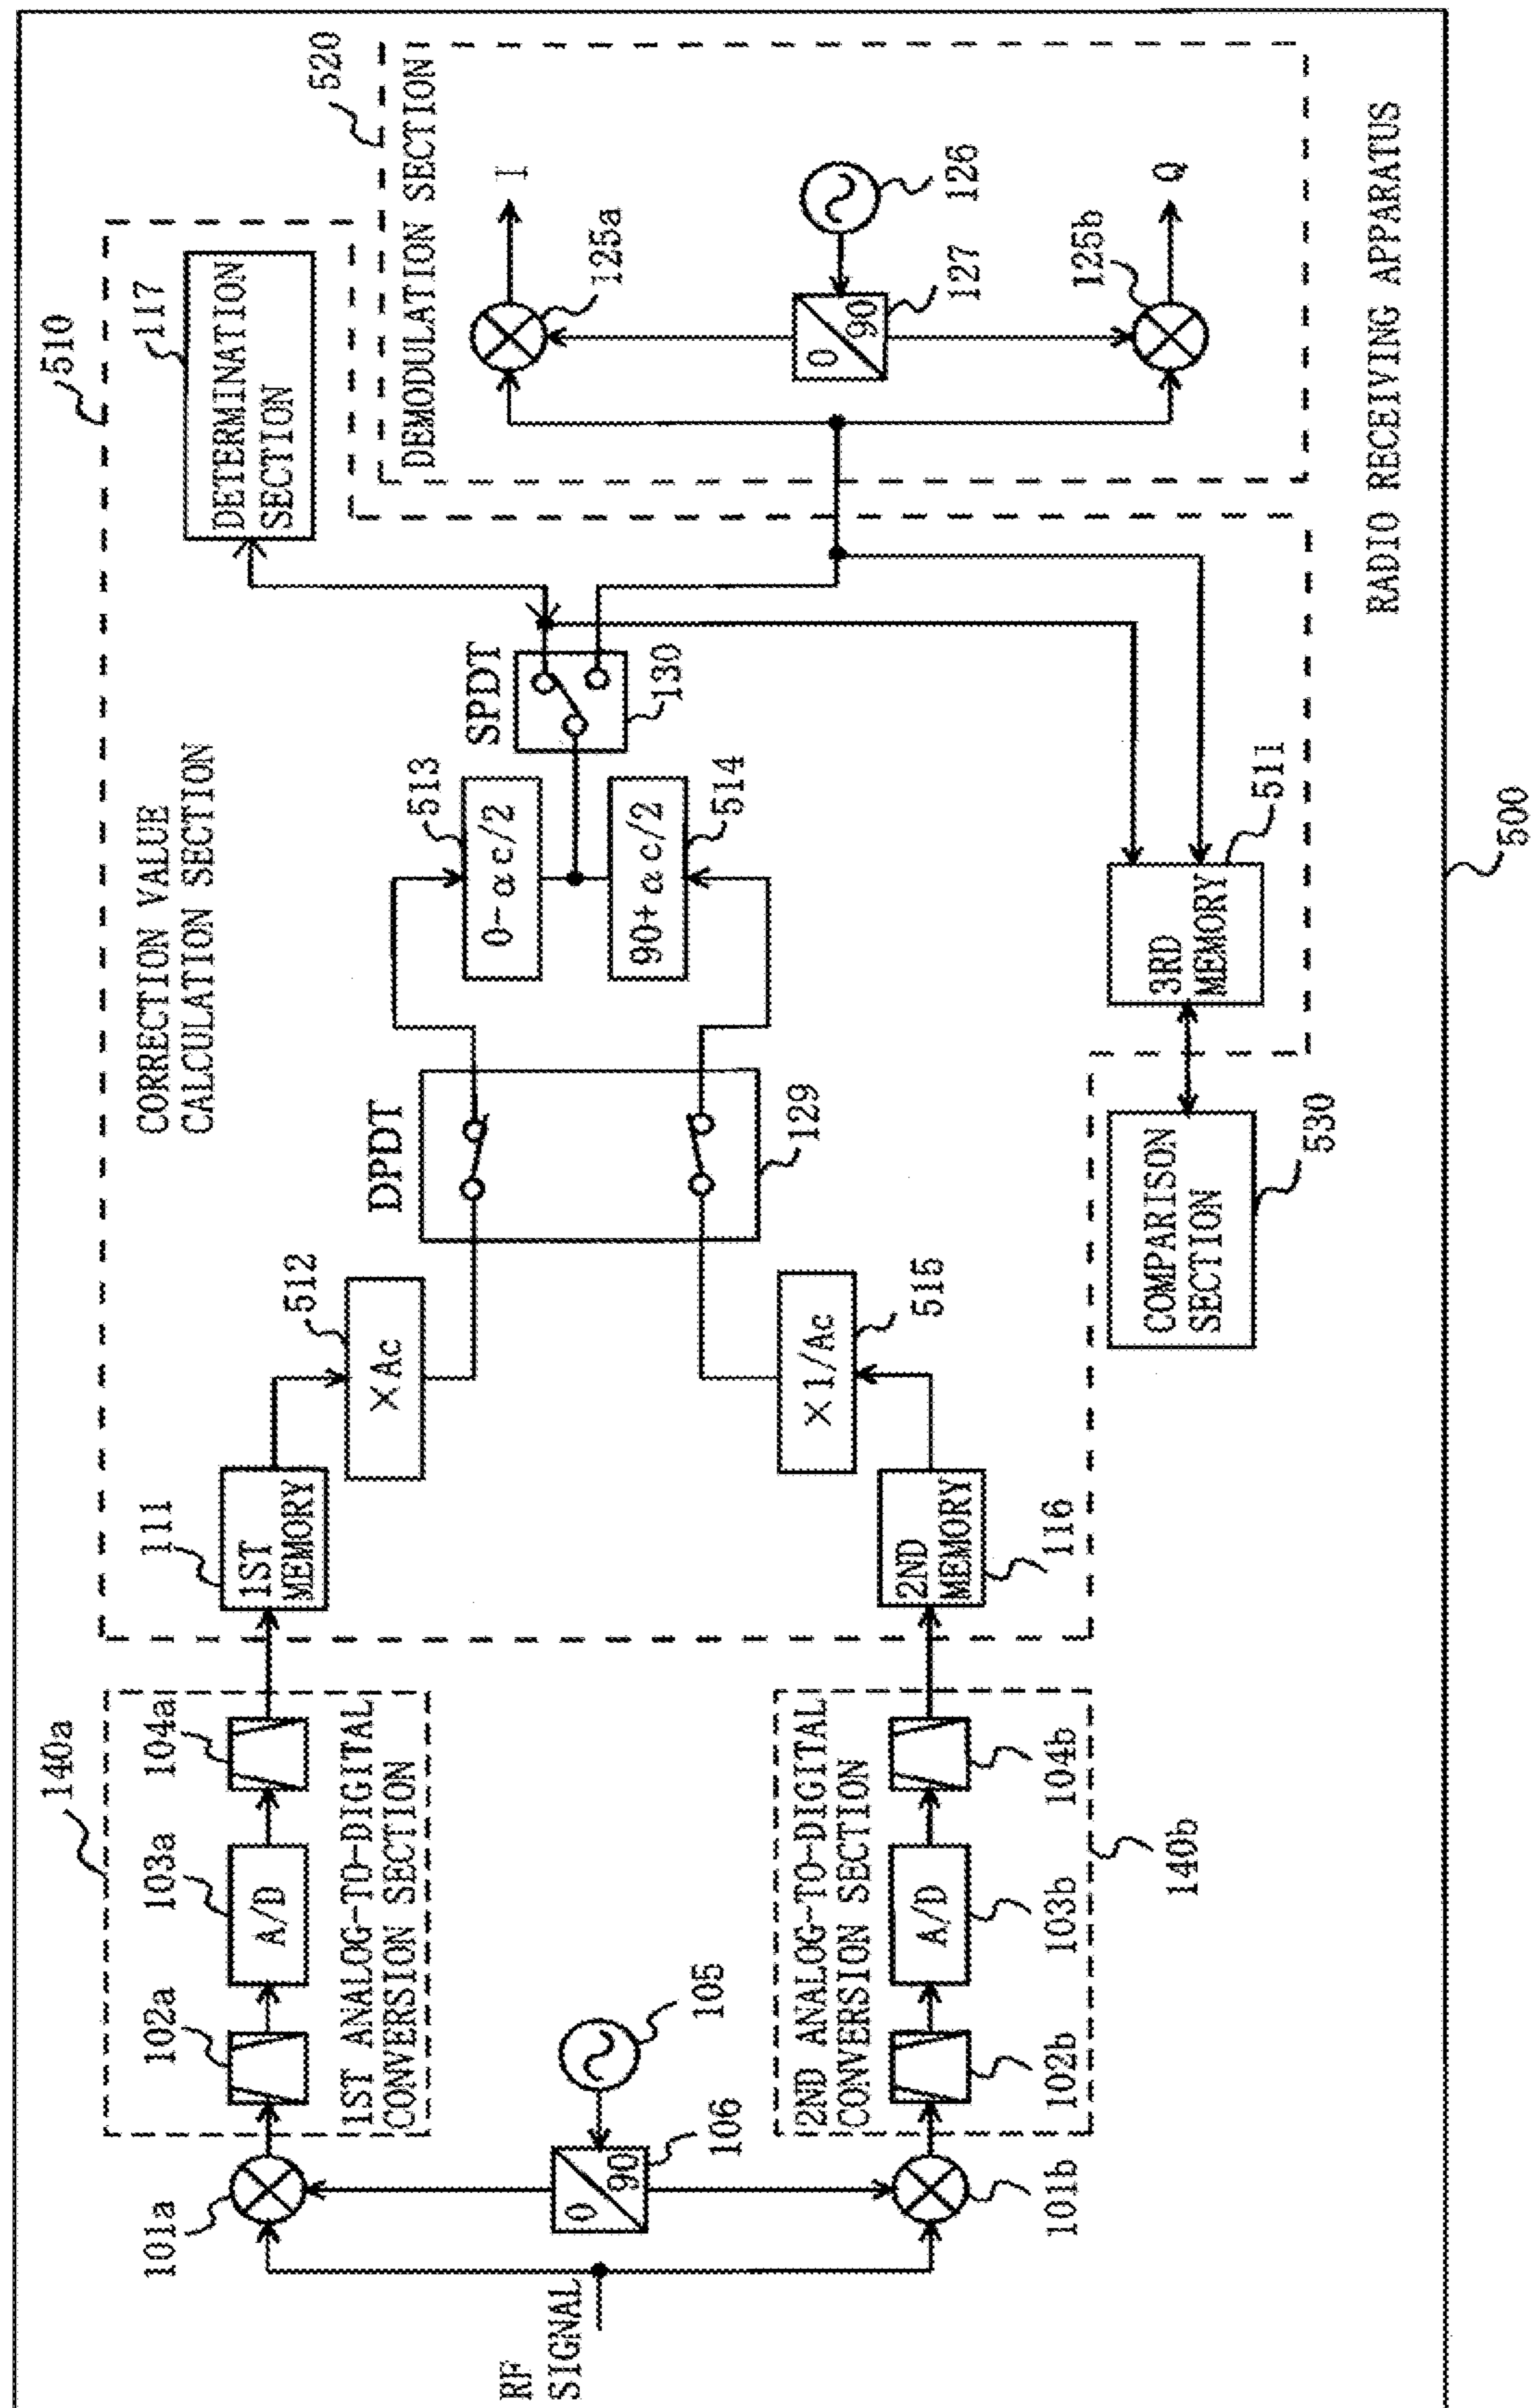 510
CORRECTION VALUE
CALCULATION SECTION
117
DETERMINATION
SECTION
520
DEMODULATION SECTION
140a
102a
103a
104a
A/D
1ST ANALOG-TO-DIGITAL
CONVERSION SECTION
101a
111
1ST
MEMORY
512
×Ac
DPDT
129
513
0-αc/2
90+αc/2
514
SPDT
130
125a
I
126
127
0
90
125b
Q
RF
SIGNAL
105
0
90
106
2ND ANALOG-TO-DIGITAL
CONVERSION SECTION
A/D
101b
102b
103b
104b
140b
2ND
MEMORY
116
×1/Ac
515
3RD
MEMORY
511
COMPARISON
SECTION
530
RADIO RECEIVING APPARATUS
500